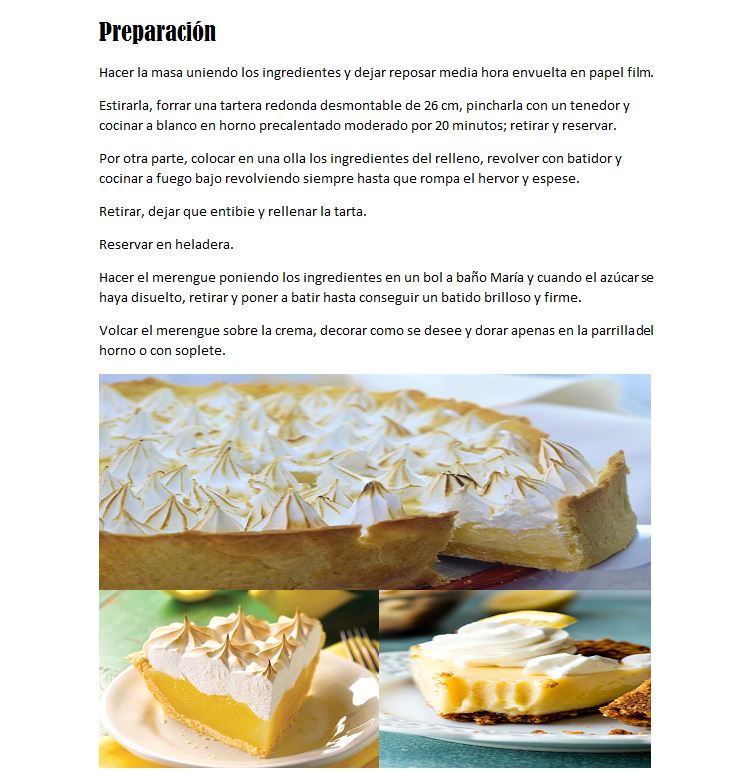 Preparación
Hacer la masa uniendo los ingredientes y dejar reposar media hora envuelta en papel film.
Estirarla, forrar una tartera redonda desmontable de 26 cm, pincharla con un tenedor y
cocinar a blanco en horno precalentado moderado por 20 minutos; retirar y reservar.
Por otra parte, colocar en una olla los ingredientes del relleno, revolver con batidor y
cocinar a fuego bajo revolviendo siempre hasta que rompa el hervor y espese.
Retirar, dejar que entibie y rellenar la tarta.
Reservar en heladera.
Hacer el merengue poniendo los ingredientes en un bol a baño María y cuando el azúcar se
haya disuelto, retirar y poner a batir hasta conseguir un batido brilloso y firme.
Volcar el merengue sobre la crema, decorar como se desee y dorar apenas en la parrilla del
horno o con soplete.